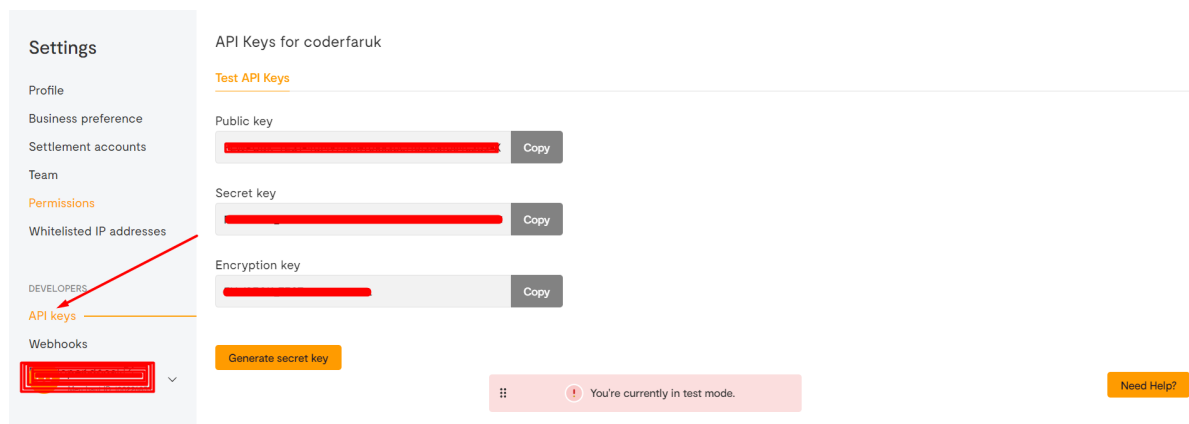 Settings
Profile
Business preference
Settlement accounts
Team
Permissions
Whitelisted IP addresses
DEVELOPERS
API keys
Webhooks
API Keys for coderfaruk
Test API Keys
Public key
Copy
Secret key
Copy
Encryption key
Copy
Generate secret key
You're currently in test mode.
Need Help?